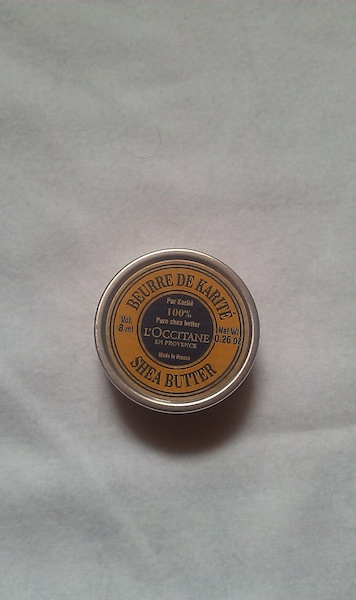 BEURRE DE KARITÉ
Pur Karité
100%
Pure shea butter
L'OCCITANE
EN PROVENCE
Made in France
Vol.
8 ml
Net Wt
0.26 Oz
SHEA BUTTER